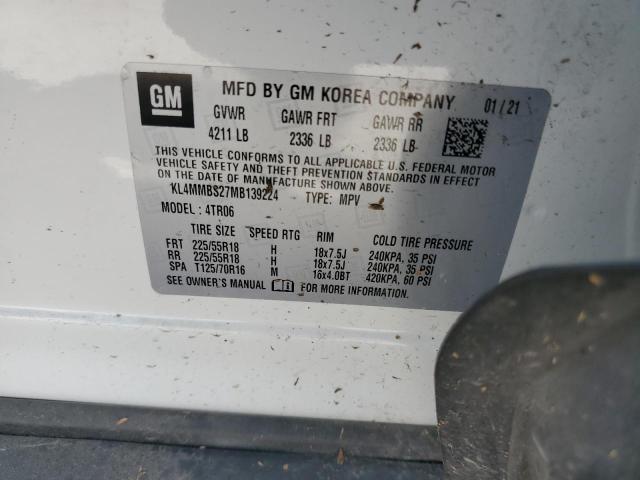 GM
MFD BY GM KOREA COMPANY 01 / 21
GVWR GAWR FRT GAWR RR
4211 LB 2336 LB 2336 LB
THIS VEHICLE CONFORMS TO ALL APPLICABLE U.S. FEDERAL MOTOR
VEHICLE SAFETY AND THEFT PREVENTION STANDARDS IN EFFECT
ON THE DATE OF MANUFACTURE SHOWN ABOVE.
KL4MMBS27MB139224 TYPE: MPV
MODEL: 4TR06
TIRE SIZE SPEED RTG RIM COLD TIRE PRESSURE
FRT 225/55R18 H 18x7.5J 240KPA, 35 PSI
RR 225/55R18 H 18x7.5J 240KPA, 35 PSI
SPA T125/70R16 M 16x4.0BT 420KPA, 60 PSI
SEE OWNER'S MANUAL FOR MORE INFORMATION.